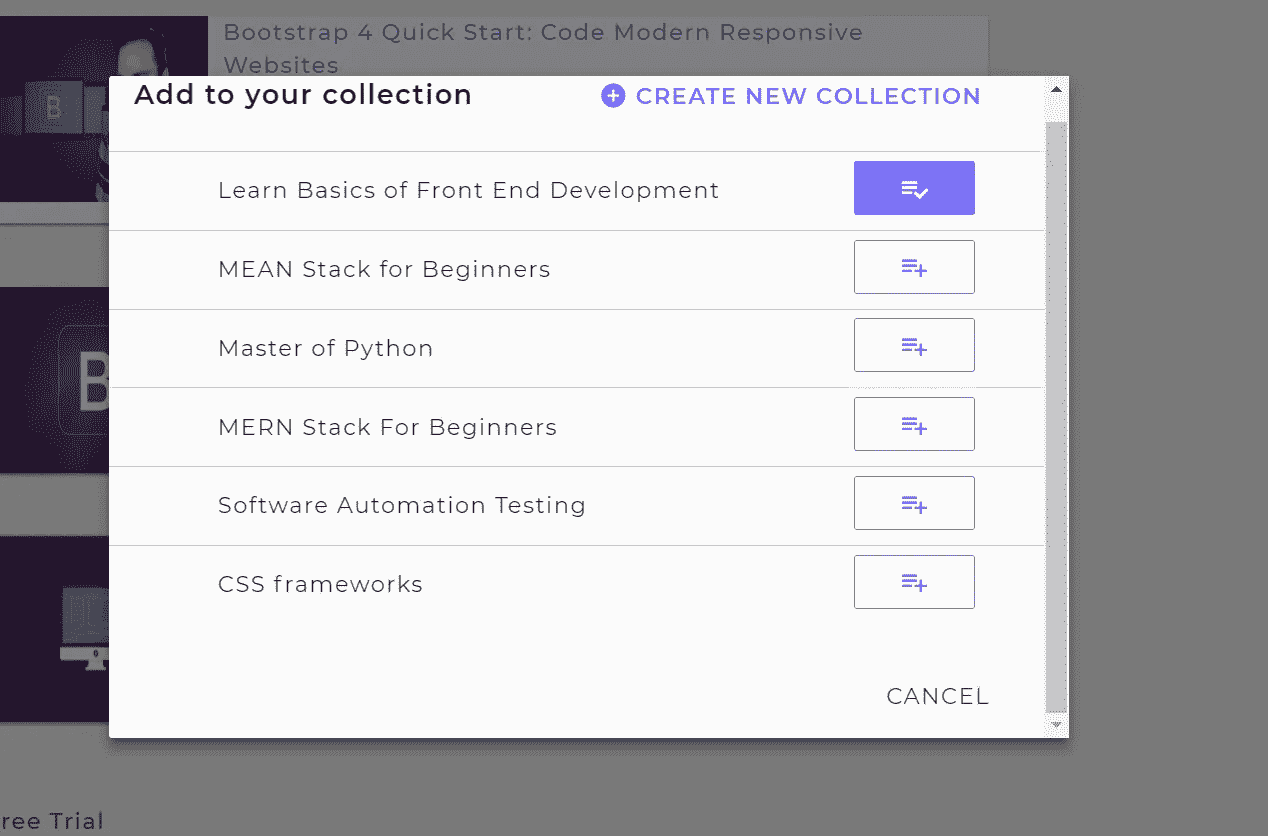 Bootstrap 4 Quick Start: Code Modern Responsive
Websites
Add to your collection
CREATE NEW COLLECTION
B
Learn Basics of Front End Development
MEAN Stack for Beginners
Master of Python
B
MERN Stack For Beginners
Software Automation Testing
CSS frameworks
CANCEL
ree Trial